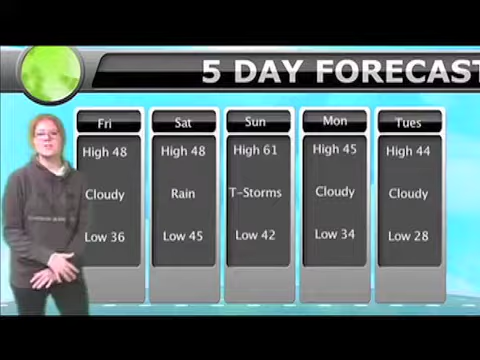 5 DAY FORECAST
Fri
High 48
Cloudy
Low 36
Sat
High 48
Rain
Low 45
Sun
High 61
T-Storms
Low 42
Mon
High 45
Cloudy
Low 34
Tues
High 44
Cloudy
Low 28